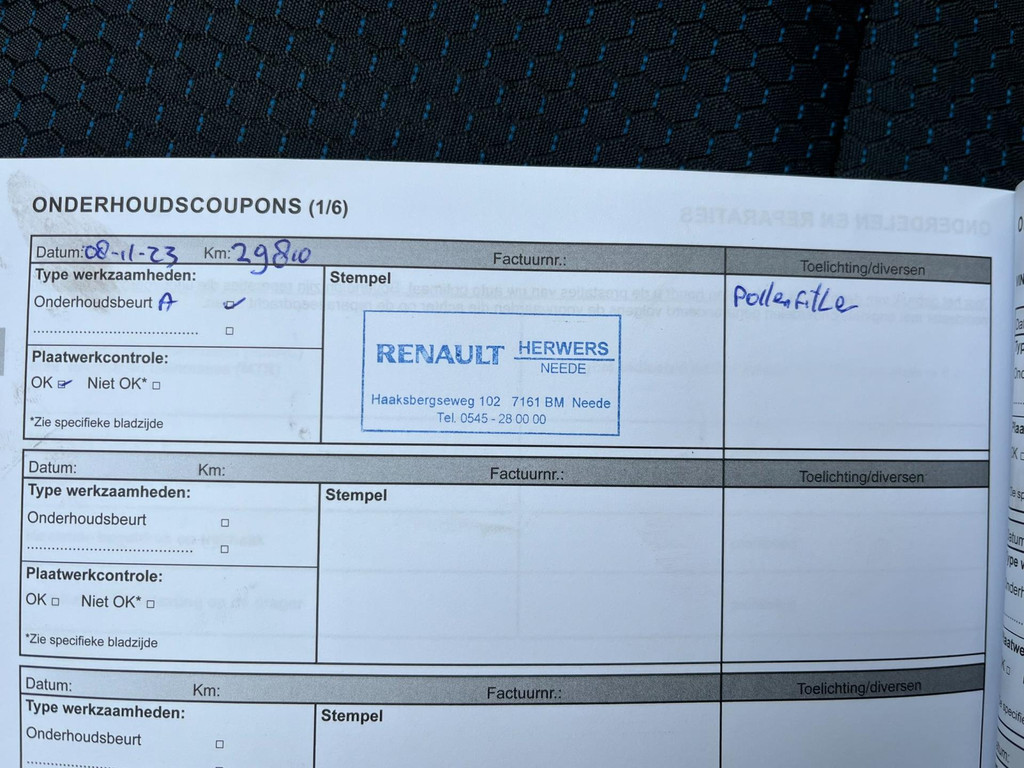 ONDERHOUDSCOUPONS (1/6)
Datum: 08-11-23 Km: 29810 Factuurnr.: Toelichting/diversen
Type werkzaamheden: Stempel
Onderhoudsbeurt A pollenfitLe
RENAULT HERWERS
NEEDE
Plaatwerkcontrole:
OK Niet OK*
Haaksbergseweg 102 7161 BM Neede
Tel. 0545 - 28 00 00
*Zie specifieke bladzijde
Datum: Km: Factuurnr.: Toelichting/diversen
Type werkzaamheden: Stempel
Onderhoudsbeurt
Plaatwerkcontrole:
OK Niet OK*
*Zie specifieke bladzijde
Datum: Km: Factuurnr.: Toelichting/diversen
Type werkzaamheden: Stempel
Onderhoudsbeurt